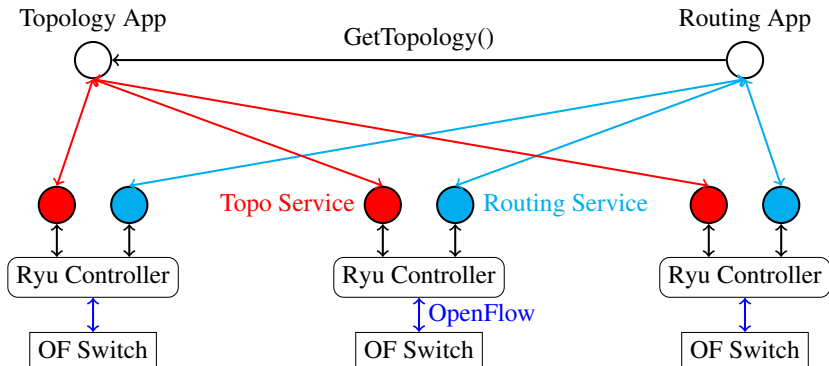 Topology App
Routing App
GetTopology()
Topo Service
Routing Service
Ryu Controller
Ryu Controller
Ryu Controller
OpenFlow
OF Switch
OF Switch
OF Switch